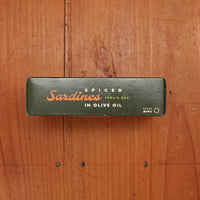 SPICED
Sardines
IN OLIVE OIL